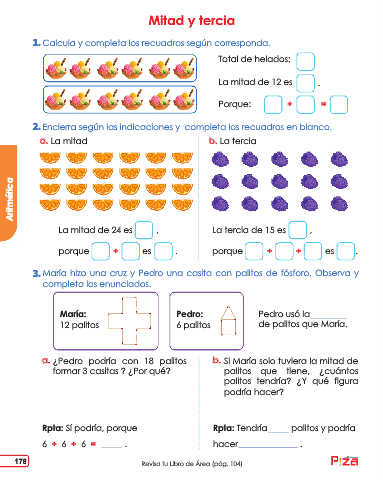 Mitad y tercia
1. Calcula y completa los recuadros según corresponda.
Total de helados:
La mitad de 12 es .
Porque: + =
2. Encierra según las indicaciones y completa los recuadros en blanco.
a. La mitad
b. La tercia
La mitad de 24 es .
La tercia de 15 es .
porque + es .
porque + + es .
Aritmética
3. María hizo una cruz y Pedro una casita con palitos de fósforo. Observa y
completa los enunciados.
María:
12 palitos
Pedro:
6 palitos
Pedro usó la________
de palitos que María.
a. ¿Pedro podría con 18 palitos
formar 3 casitas ? ¿Por qué?
b. Si María solo tuviera la mitad de
palitos que tiene, ¿cuántos
palitos tendría? ¿Y qué figura
podría hacer?
Rpta: Sí podría, porque
6 + 6 + 6 = _____ .
Rpta: Tendría_____ palitos y podría
hacer______________ .
178
Revisa tu Libro de Área (pág. 104)